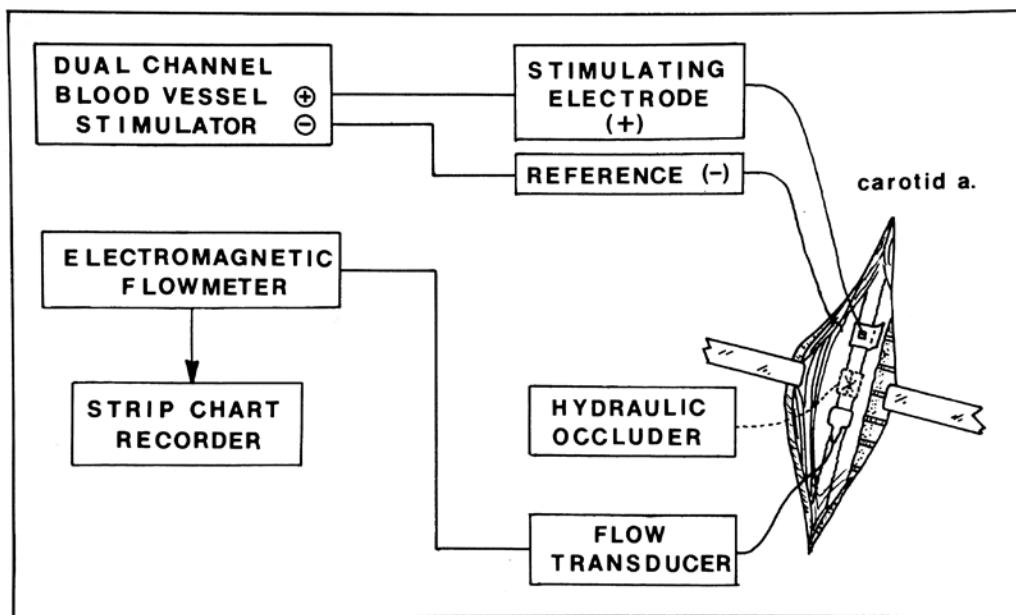 DUAL CHANNEL
BLOOD VESSEL ⊕
STIMULATOR ⊖
STIMULATING
ELECTRODE
(+)
REFERENCE (-)
carotid a.
ELECTROMAGNETIC
FLOWMETER
STRIP CHART
RECORDER
HYDRAULIC
OCCLUDER
FLOW
TRANSDUCER